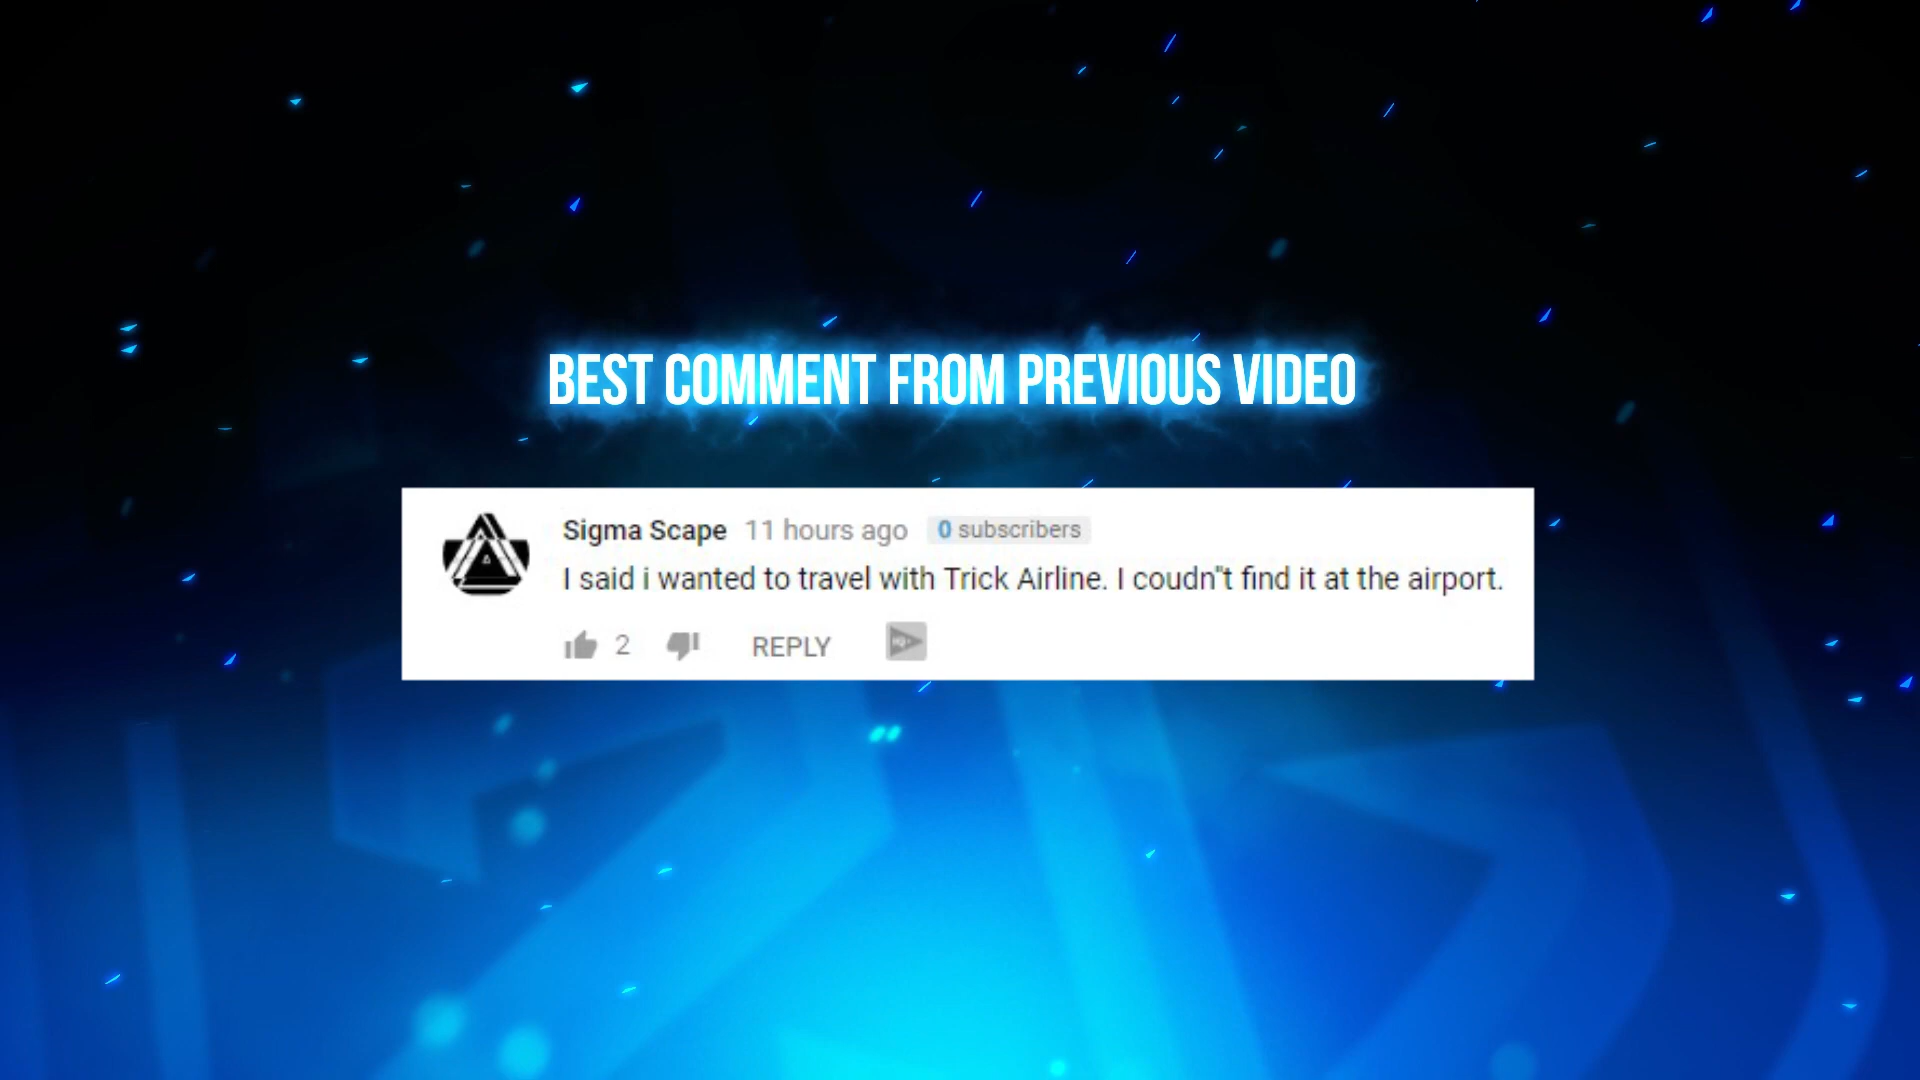 BEST COMMENT FROM PREVIOUS VIDEO
Sigma Scape 11 hours ago 0 subscribers
I said i wanted to travel with Trick Airline. I coudn"t find it at the airport.
2 REPLY